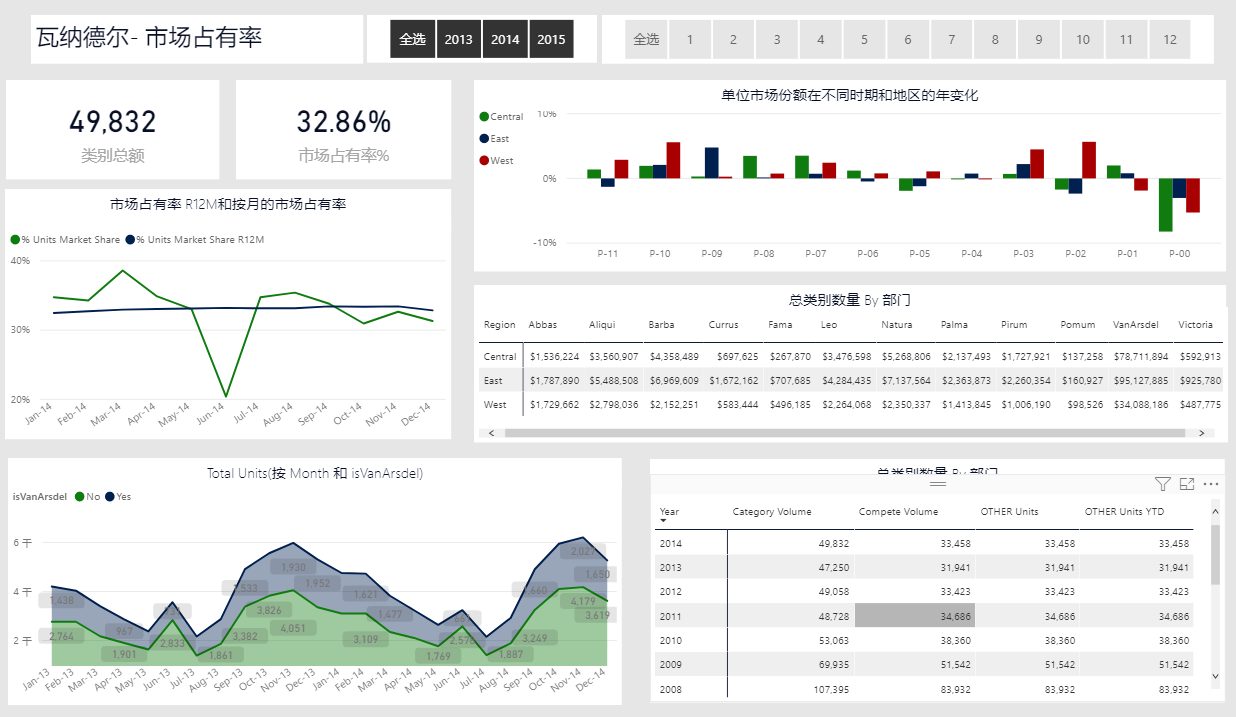 瓦纳德尔- 市场占有率
全选 2013 2014 2015
全选 1 2 3 4 5 6 7 8 9 10 11 12
49,832
类别总额
32.86%
市场占有率%
单位市场份额在不同时期和地区的年变化
Central
East
West
10%
0%
-10%
P-11 P-10 P-09 P-08 P-07 P-06 P-05 P-04 P-03 P-02 P-01 P-00
市场占有率 R12M和按月的市场占有率
% Units Market Share % Units Market Share R12M
40%
30%
20%
Jan-14 Feb-14 Mar-14 Apr-14 May-14 Jun-14 Jul-14 Aug-14 Sep-14 Oct-14 Nov-14 Dec-14
总类别数量 By 部门
Region Abbas Aliqui Barba Currus Fama Leo Natura Palma Pirum Pomum VanArsdel Victoria
Central $1,536,224 $3,560,907 $4,358,489 $697,625 $267,870 $3,476,598 $5,268,806 $2,137,493 $1,727,921 $137,258 $78,711,894 $592,913
East $1,787,890 $5,488,508 $6,969,609 $1,672,162 $707,685 $4,284,435 $7,137,564 $2,363,873 $2,260,354 $160,927 $95,127,885 $925,780
West $1,729,662 $2,798,036 $2,152,251 $583,444 $496,185 $2,264,068 $2,350,337 $1,413,845 $1,006,190 $98,526 $34,088,186 $487,775
Total Units(按 Month 和 isVanArsdel)
isVanArsdel No Yes
6 千
4 千
2 千
1,438 967 1,533 1,930 1,952 1,621 1,477 2,027 1,650
2,764 1,901 2,833 1,861 3,382 3,826 4,051 3,109 1,769 1,887 3,249 4,179 3,619
Jan-13 Feb-13 Mar-13 Apr-13 May-13 Jun-13 Jul-13 Aug-13 Sep-13 Oct-13 Nov-13 Dec-13 Jan-14 Feb-14 Mar-14 Apr-14 May-14 Jun-14 Jul-14 Aug-14 Sep-14 Oct-14 Nov-14 Dec-14
总类别数量 By 部门
Year Category Volume Compete Volume OTHER Units OTHER Units YTD
2014 49,832 33,458 33,458 33,458
2013 47,250 31,941 31,941 31,941
2012 49,058 33,423 33,423 33,423
2011 48,728 34,686 34,686 34,686
2010 53,063 38,360 38,360 38,360
2009 69,935 51,542 51,542 51,542
2008 107,395 83,932 83,932 83,932